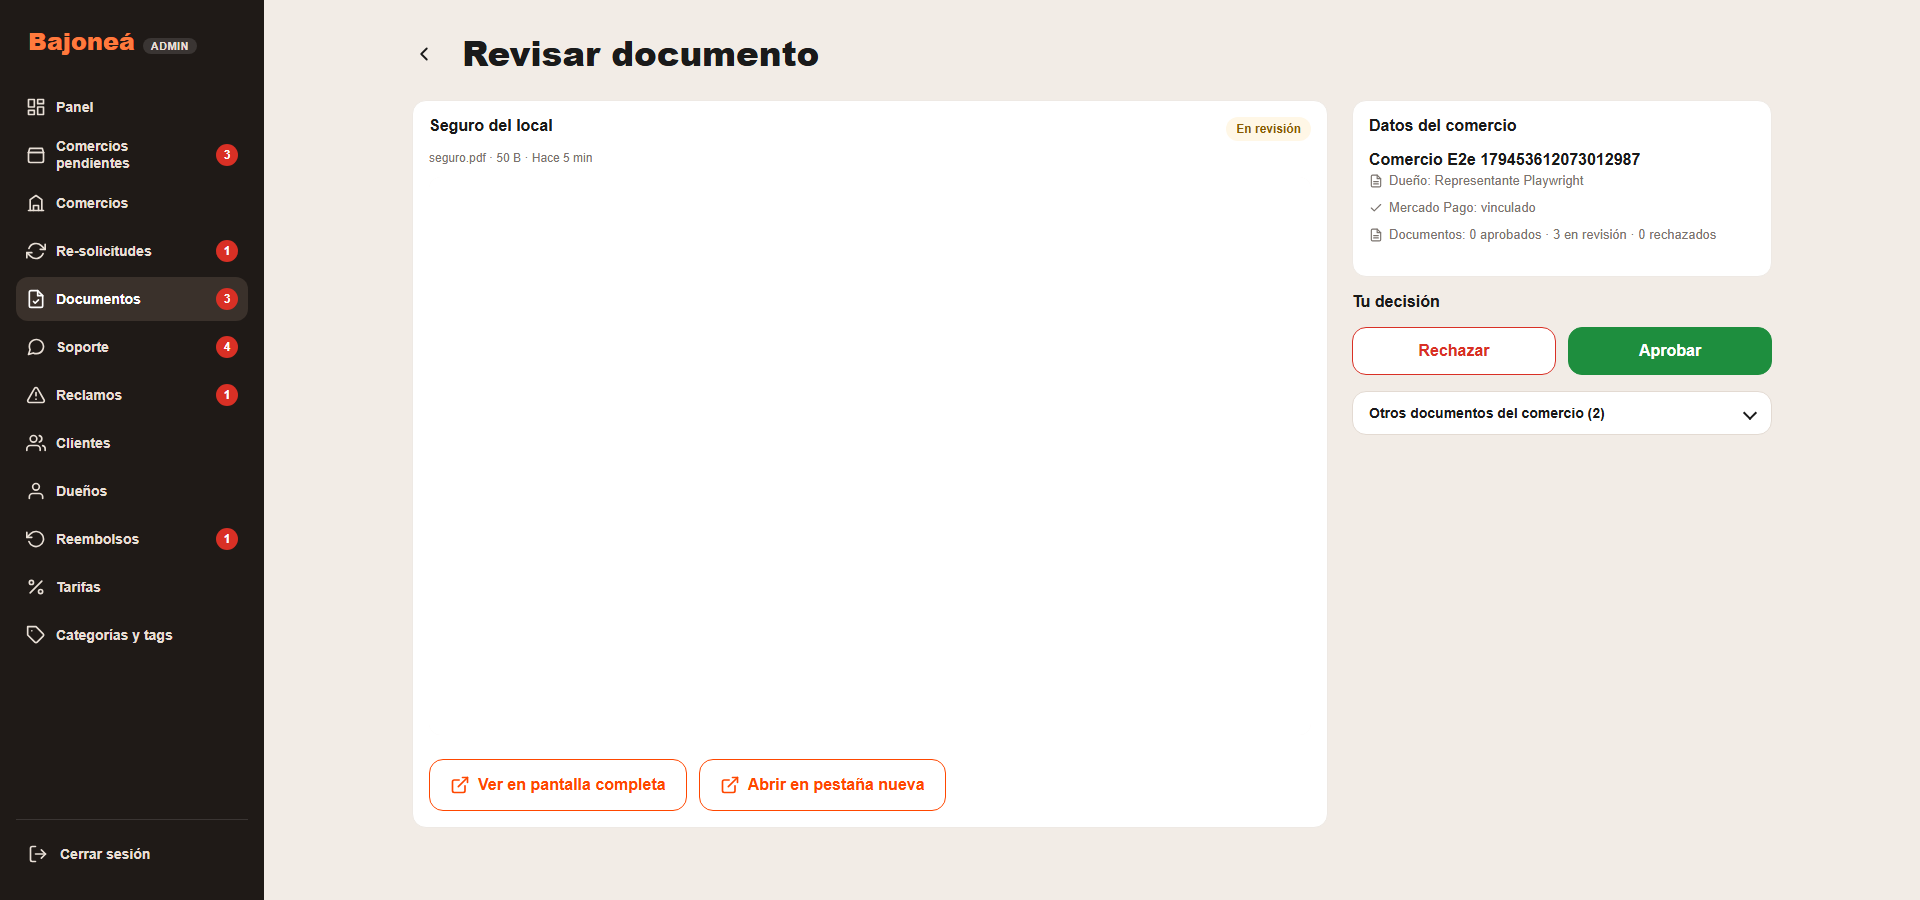 Bajoneá ADMIN
Panel
Comercios pendientes 3
Comercios
Re-solicitudes 1
Documentos 3
Soporte 4
Reclamos 1
Clientes
Dueños
Reembolsos 1
Tarifas
Categorías y tags
Cerrar sesión
Revisar documento
Seguro del local
En revisión
seguro.pdf · 50 B · Hace 5 min
Ver en pantalla completa
Abrir en pestaña nueva
Datos del comercio
Comercio E2e 179453612073012987
Dueño: Representante Playwright
Mercado Pago: vinculado
Documentos: 0 aprobados · 3 en revisión · 0 rechazados
Tu decisión
Rechazar
Aprobar
Otros documentos del comercio (2)